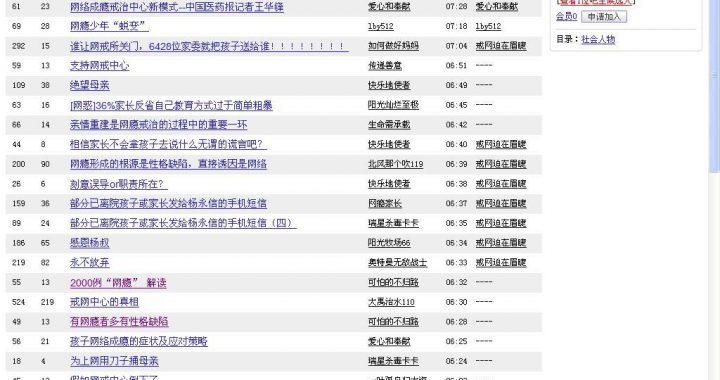 61 23 网络成瘾戒治中心新模式--中国医药报记者王华锋 爱心和奉献 07:28 爱心和奉献
69 28 网瘾少年“蜕变” lby512 07:18 lby512
292 15 谁让网戒所关门，6428位家委就把孩子送给谁！！！！！！！！ 如何做好妈妈 07:04 戒网迫在眉睫
59 13 支持网戒中心 传递善意 06:51 ----
109 38 绝望母亲 快乐地使者 06:49 ----
63 16 [网惑]36%家长反省自己教育方式过于简单粗暴 阳光灿烂至极 06:45 ----
66 14 亲情重建是网瘾戒治的过程中的重要一环 生命需承载 06:42 ----
44 8 相信家长不会拿孩子去说什么无谓的谎言吧？ 快乐地使者 06:41 戒网迫在眉睫
200 90 网瘾形成的根源是性格缺陷，直接诱因是网络 北风那个吹119 06:39 戒网迫在眉睫
26 6 刻意误导or职责所在？ 快乐地使者 06:38 戒网迫在眉睫
159 36 部分已离院孩子或家长发给杨永信的手机短信 网瘾家长 06:37 戒网迫在眉睫
89 24 部分已离院孩子或家长发给杨永信的手机短信（四） 瑞星杀毒卡卡 06:36 戒网迫在眉睫
186 65 感恩杨叔 阳光牧场66 06:34 戒网迫在眉睫
219 82 永不放弃 奥特曼无敌战士 06:33 戒网迫在眉睫
55 13 2000例“网瘾” 解读 可怕的不归路 06:32 ----
524 219 戒网中心的真相 大禹治水110 06:30 ----
49 13 有网瘾者多有性格缺陷 可怕的不归路 06:28 ----
56 21 孩子网络成瘾的症状及应对策略 爱心和奉献 06:25 ----
18 4 为上网用刀子捅母亲 瑞星杀毒卡卡 06:24 ----
会员0 申请加入
目录：社会人物